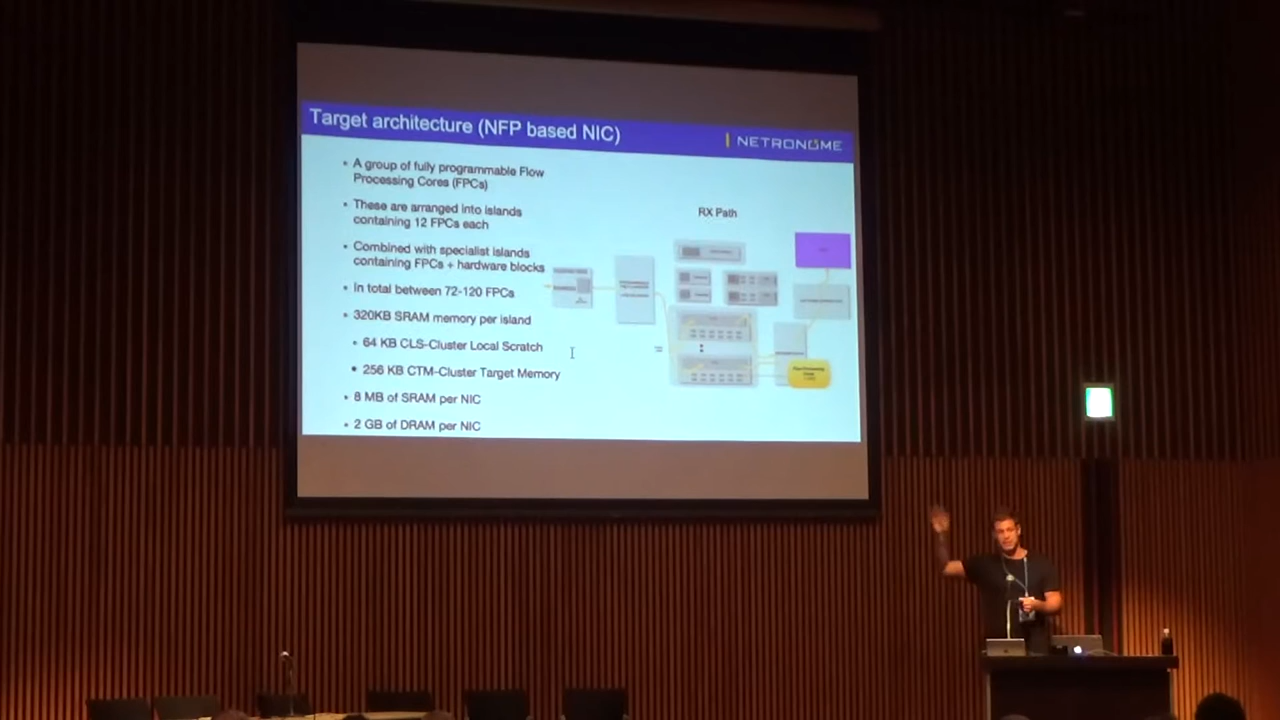 Target architecture (NFP based NIC)
NETRONOME
• A group of fully programmable Flow
Processing Cores (FPCs)
• These are arranged into islands
containing 12 FPCs each
• Combined with specialist islands
containing FPCs + hardware blocks
• In total between 72-120 FPCs
• 320KB SRAM memory per island
• 64 KB CLS-Cluster Local Scratch
• 256 KB CTM-Cluster Target Memory
• 8 MB of SRAM per NIC
• 2 GB of DRAM per NIC
RX Path